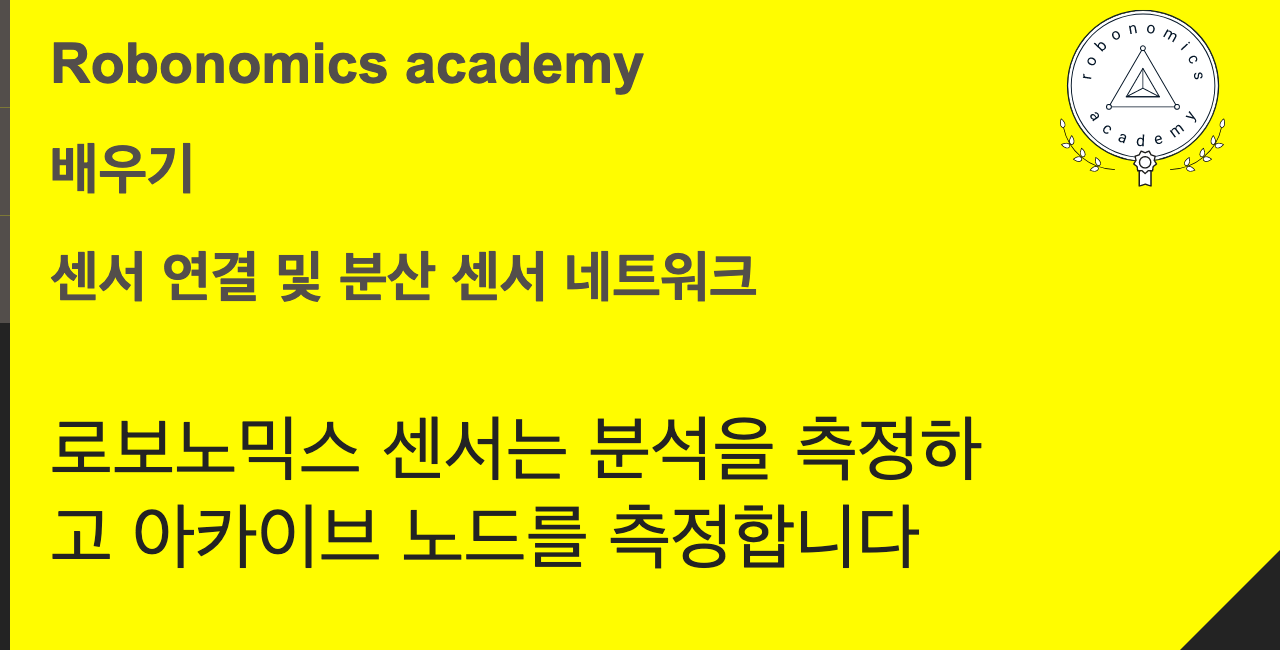 Robonomics academy
robonomics
academy
배우기
센서 연결 및 분산 센서 네트워크
로보노믹스 센서는 분석을 측정하
고 아카이브 노드를 측정합니다